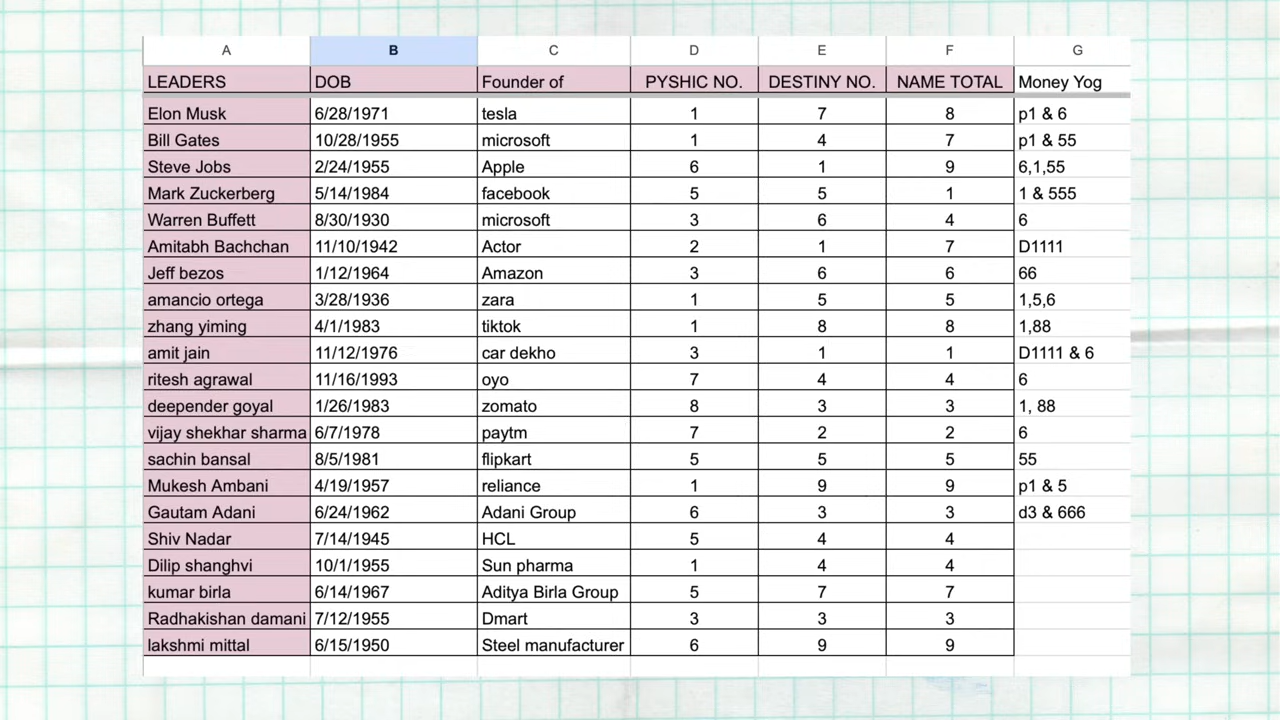 A B C D E F G
LEADERS DOB Founder of PYSHIC NO. DESTINY NO. NAME TOTAL Money Yog
Elon Musk 6/28/1971 tesla 1 7 8 p1 & 6
Bill Gates 10/28/1955 microsoft 1 4 7 p1 & 55
Steve Jobs 2/24/1955 Apple 6 1 9 6,1,55
Mark Zuckerberg 5/14/1984 facebook 5 5 1 1 & 555
Warren Buffett 8/30/1930 microsoft 3 6 4 6
Amitabh Bachchan 11/10/1942 Actor 2 1 7 D1111
Jeff bezos 1/12/1964 Amazon 3 6 6 66
amancio ortega 3/28/1936 zara 1 5 5 1,5,6
zhang yiming 4/1/1983 tiktok 1 8 8 1,88
amit jain 11/12/1976 car dekho 3 1 1 D1111 & 6
ritesh agrawal 11/16/1993 oyo 7 4 4 6
deepender goyal 1/26/1983 zomato 8 3 3 1, 88
vijay shekhar sharma 6/7/1978 paytm 7 2 2 6
sachin bansal 8/5/1981 flipkart 5 5 5 55
Mukesh Ambani 4/19/1957 reliance 1 9 9 p1 & 5
Gautam Adani 6/24/1962 Adani Group 6 3 3 d3 & 666
Shiv Nadar 7/14/1945 HCL 5 4 4
Dilip shanghvi 10/1/1955 Sun pharma 1 4 4
kumar birla 6/14/1967 Aditya Birla Group 5 7 7
Radhakishan damani 7/12/1955 Dmart 3 3 3
lakshmi mittal 6/15/1950 Steel manufacturer 6 9 9